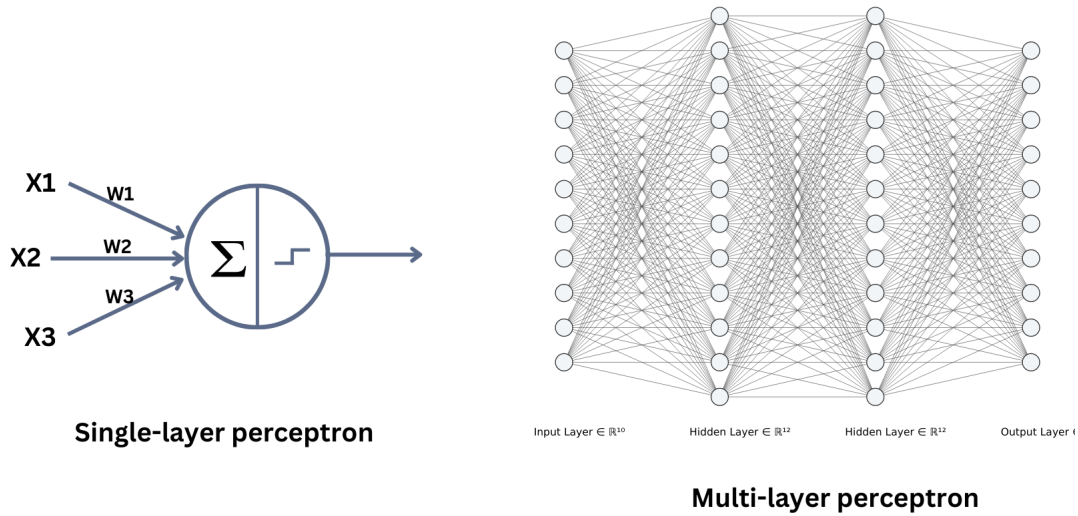 X1
W1
X2
W2
Σ
W3
X3
Single-layer perceptron
Input Layer ∈ ℝ¹⁰
Hidden Layer ∈ ℝ¹²
Hidden Layer ∈ ℝ¹²
Output Layer ∈
Multi-layer perceptron